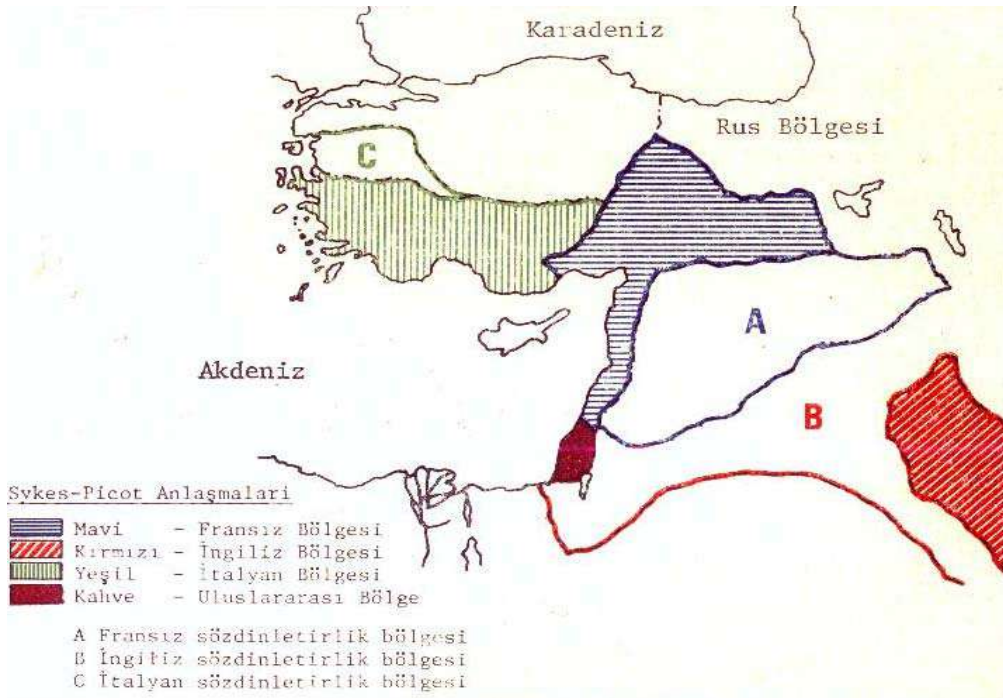 Karadeniz
Rus Bölgesi
C
A
Akdeniz
B
Sykes-Picot Anlaşmaları
Mavi - Fransız Bölgesi
Kırmızı - İngiliz Bölgesi
Yeşil - İtalyan Bölgesi
Kahve - Uluslararası Bölge
A Fransız sözdinletirlik bölgesi
B İngiliz sözdinletirlik bölgesi
C İtalyan sözdinletirlik bölgesi